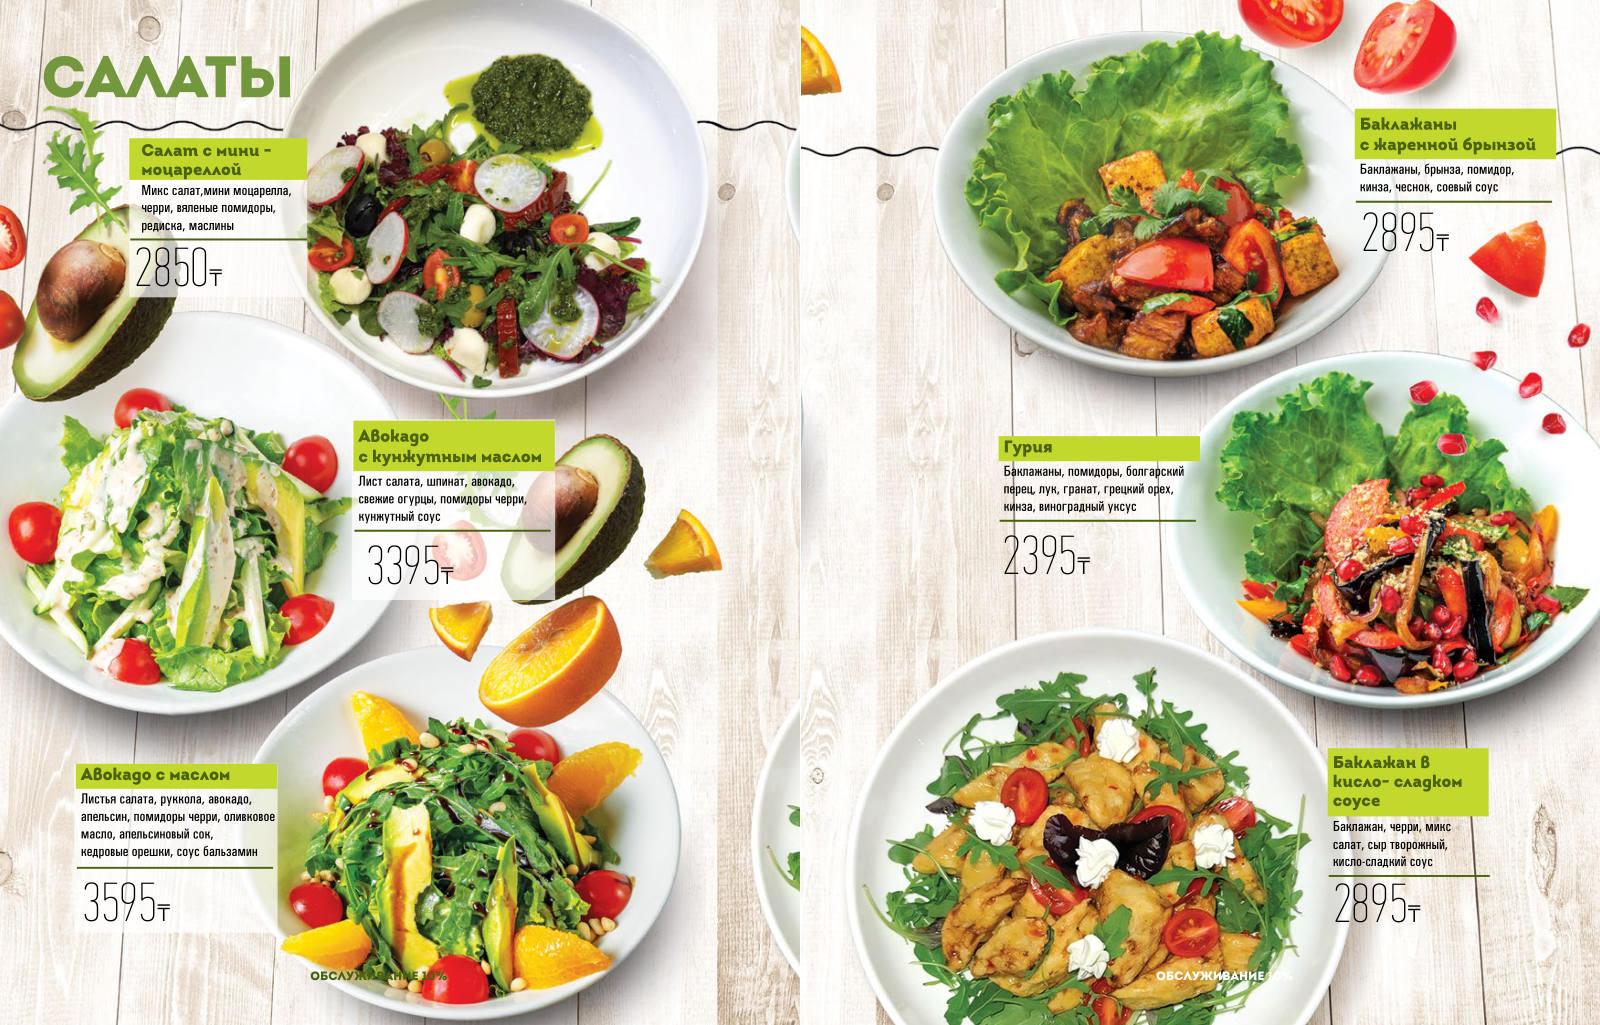 САЛАТЫ
Салат с мини -
моцареллой
Микс салат,мини моцарелла,
черри, вяленые помидоры,
редиска, маслины
2850₸
Авокадо
с кунжутным маслом
Лист салата, шпинат, авокадо,
свежие огурцы, помидоры черри,
кунжутный соус
3395₸
Авокадо с маслом
Листья салата, руккола, авокадо,
апельсин, помидоры черри, оливковое
масло, апельсиновый сок,
кедровые орешки, соус бальзамин
3595₸
ОБСЛУЖИВАНИЕ 10%
Баклажаны
с жаренной брынзой
Баклажаны, брынза, помидор,
кинза, чеснок, соевый соус
2895₸
Гурия
Баклажаны, помидоры, болгарский
перец, лук, гранат, грецкий орех,
кинза, виноградный уксус
2395₸
Баклажан в
кисло- сладком
соусе
Баклажан, черри, микс
салат, сыр творожный,
кисло-сладкий соус
2895₸
ОБСЛУЖИВАНИЕ 10%